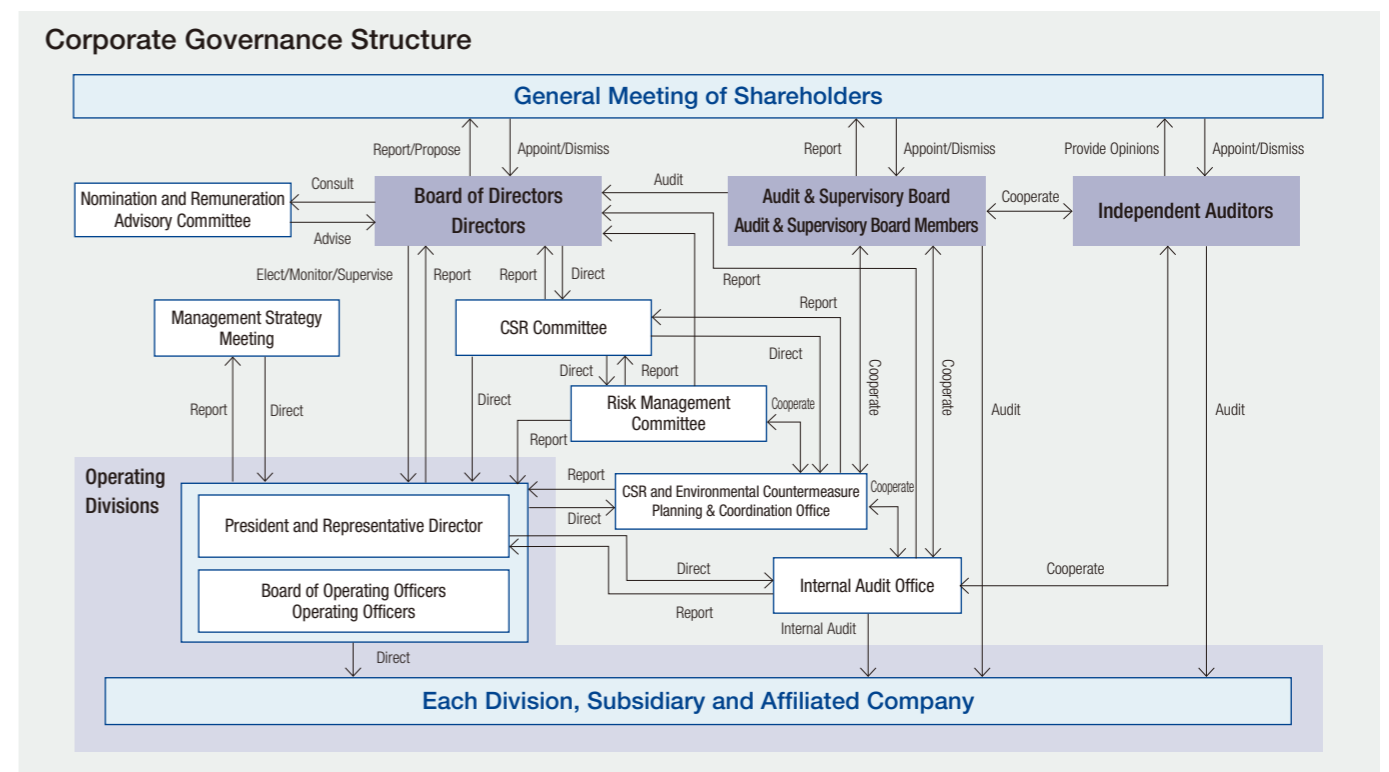 Corporate Governance Structure
General Meeting of Shareholders
Report/Propose
Appoint/Dismiss
Report
Appoint/Dismiss
Provide Opinions
Appoint/Dismiss
Nomination and Remuneration
Advisory Committee
Consult
Advise
Board of Directors
Directors
Audit
Audit & Supervisory Board
Audit & Supervisory Board Members
Cooperate
Independent Auditors
Elect/Monitor/Supervise
Report
Report
Direct
Report
Management Strategy
Meeting
CSR Committee
Report
Direct
Direct
Report
Cooperate
Cooperate
Report
Direct
Direct
Risk Management
Committee
Cooperate
Audit
Audit
Report
Operating
Divisions
Report
Direct
CSR and Environmental Countermeasure
Planning & Coordination Office
Cooperate
President and Representative Director
Direct
Report
Internal Audit Office
Cooperate
Board of Operating Officers
Operating Officers
Internal Audit
Direct
Each Division, Subsidiary and Affiliated Company